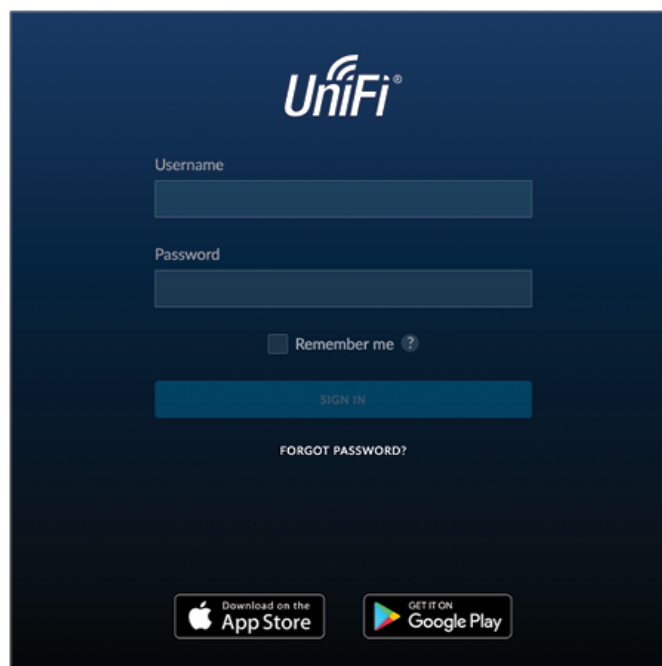 UniFi®
Username
Password
Remember me ?
SIGN IN
FORGOT PASSWORD?
Download on the
App Store
GET IT ON
Google Play